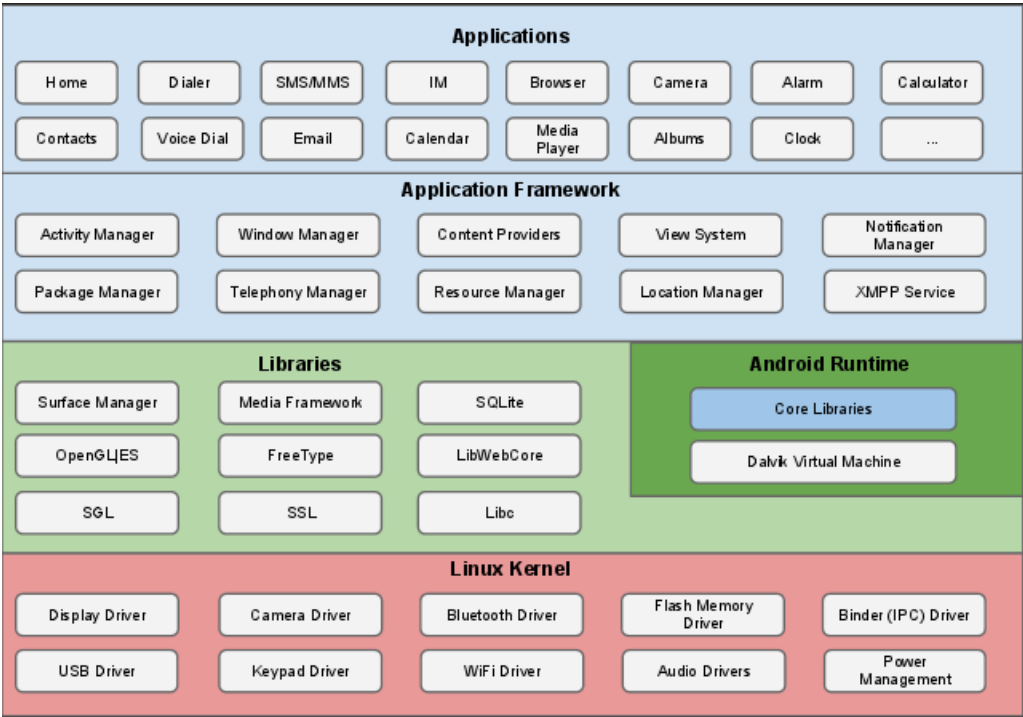 Applications
Home
Dialer
SMS/MMS
IM
Browser
Camera
Alarm
Calculator
Contacts
Voice Dial
Email
Calendar
Media
Player
Albums
Clock
...
Application Framework
Activity Manager
Window Manager
Content Providers
View System
Notification
Manager
Package Manager
Telephony Manager
Resource Manager
Location Manager
XMPP Service
Libraries
Surface Manager
Media Framework
SQLite
OpenGL|ES
FreeType
LibWebCore
SGL
SSL
Libc
Android Runtime
Core Libraries
Dalvik Virtual Machine
Linux Kernel
Display Driver
Camera Driver
Bluetooth Driver
Flash Memory
Driver
Binder (IPC) Driver
USB Driver
Keypad Driver
WiFi Driver
Audio Drivers
Power
Management